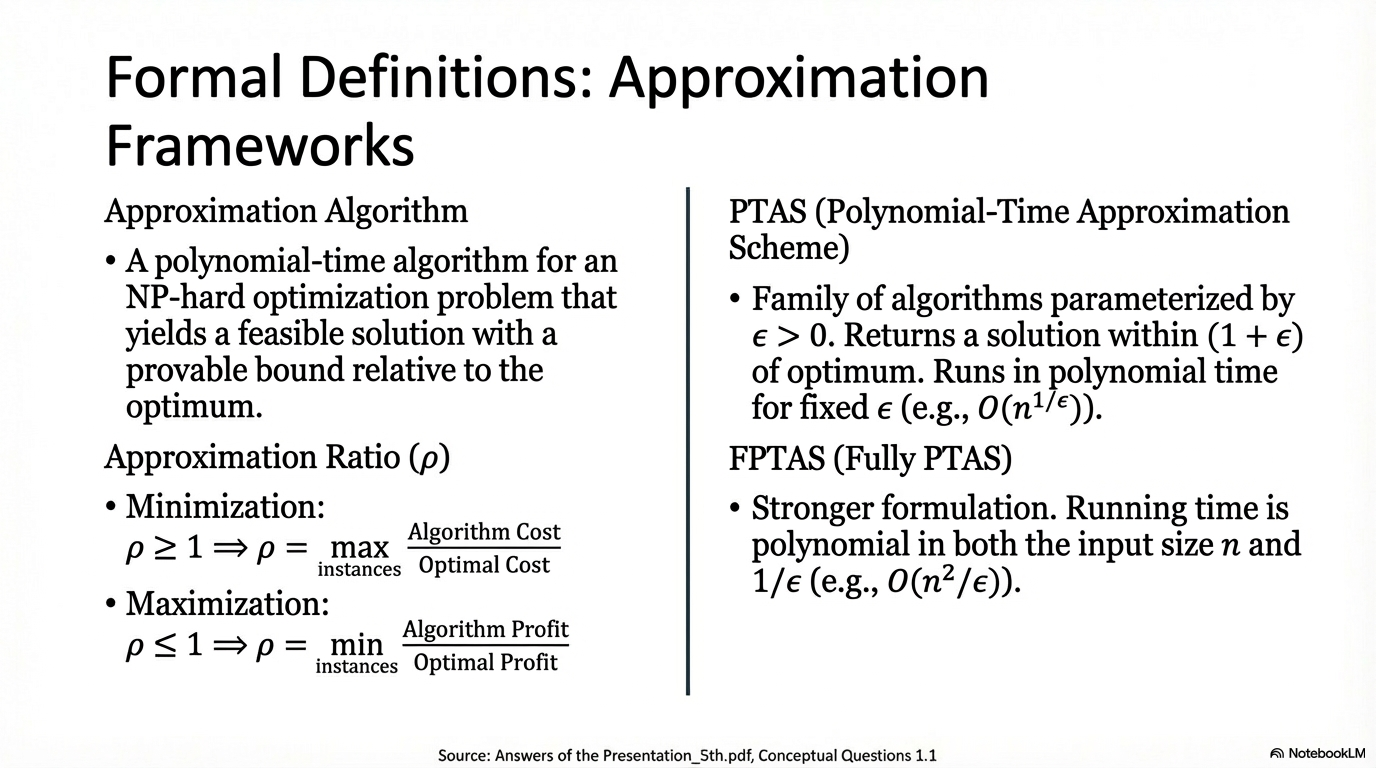 Formal Definitions: Approximation
Frameworks
Approximation Algorithm
• A polynomial-time algorithm for an
NP-hard optimization problem that
yields a feasible solution with a
provable bound relative to the
optimum.
Approximation Ratio (ρ)
• Minimization:
ρ ≥ 1 ⟹ ρ = max instances Algorithm Cost / Optimal Cost
• Maximization:
ρ ≤ 1 ⟹ ρ = min instances Algorithm Profit / Optimal Profit
PTAS (Polynomial-Time Approximation
Scheme)
• Family of algorithms parameterized by
ϵ > 0. Returns a solution within (1 + ϵ)
of optimum. Runs in polynomial time
for fixed ϵ (e.g., O(n^{1/ϵ})).
FPTAS (Fully PTAS)
• Stronger formulation. Running time is
polynomial in both the input size n and
1/ϵ (e.g., O(n²/ϵ)).
Source: Answers of the Presentation_5th.pdf, Conceptual Questions 1.1
NotebookLM